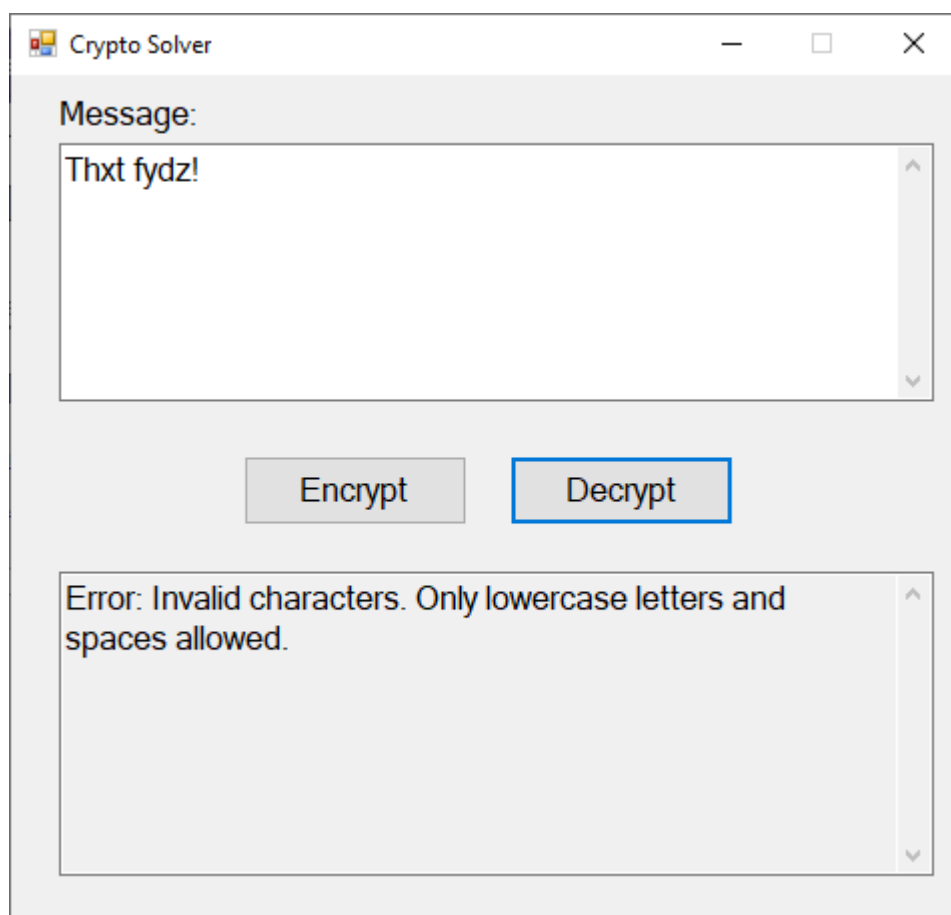 Crypto Solver
Message:
Thxt fydz!
Encrypt
Decrypt
Error: Invalid characters. Only lowercase letters and
spaces allowed.